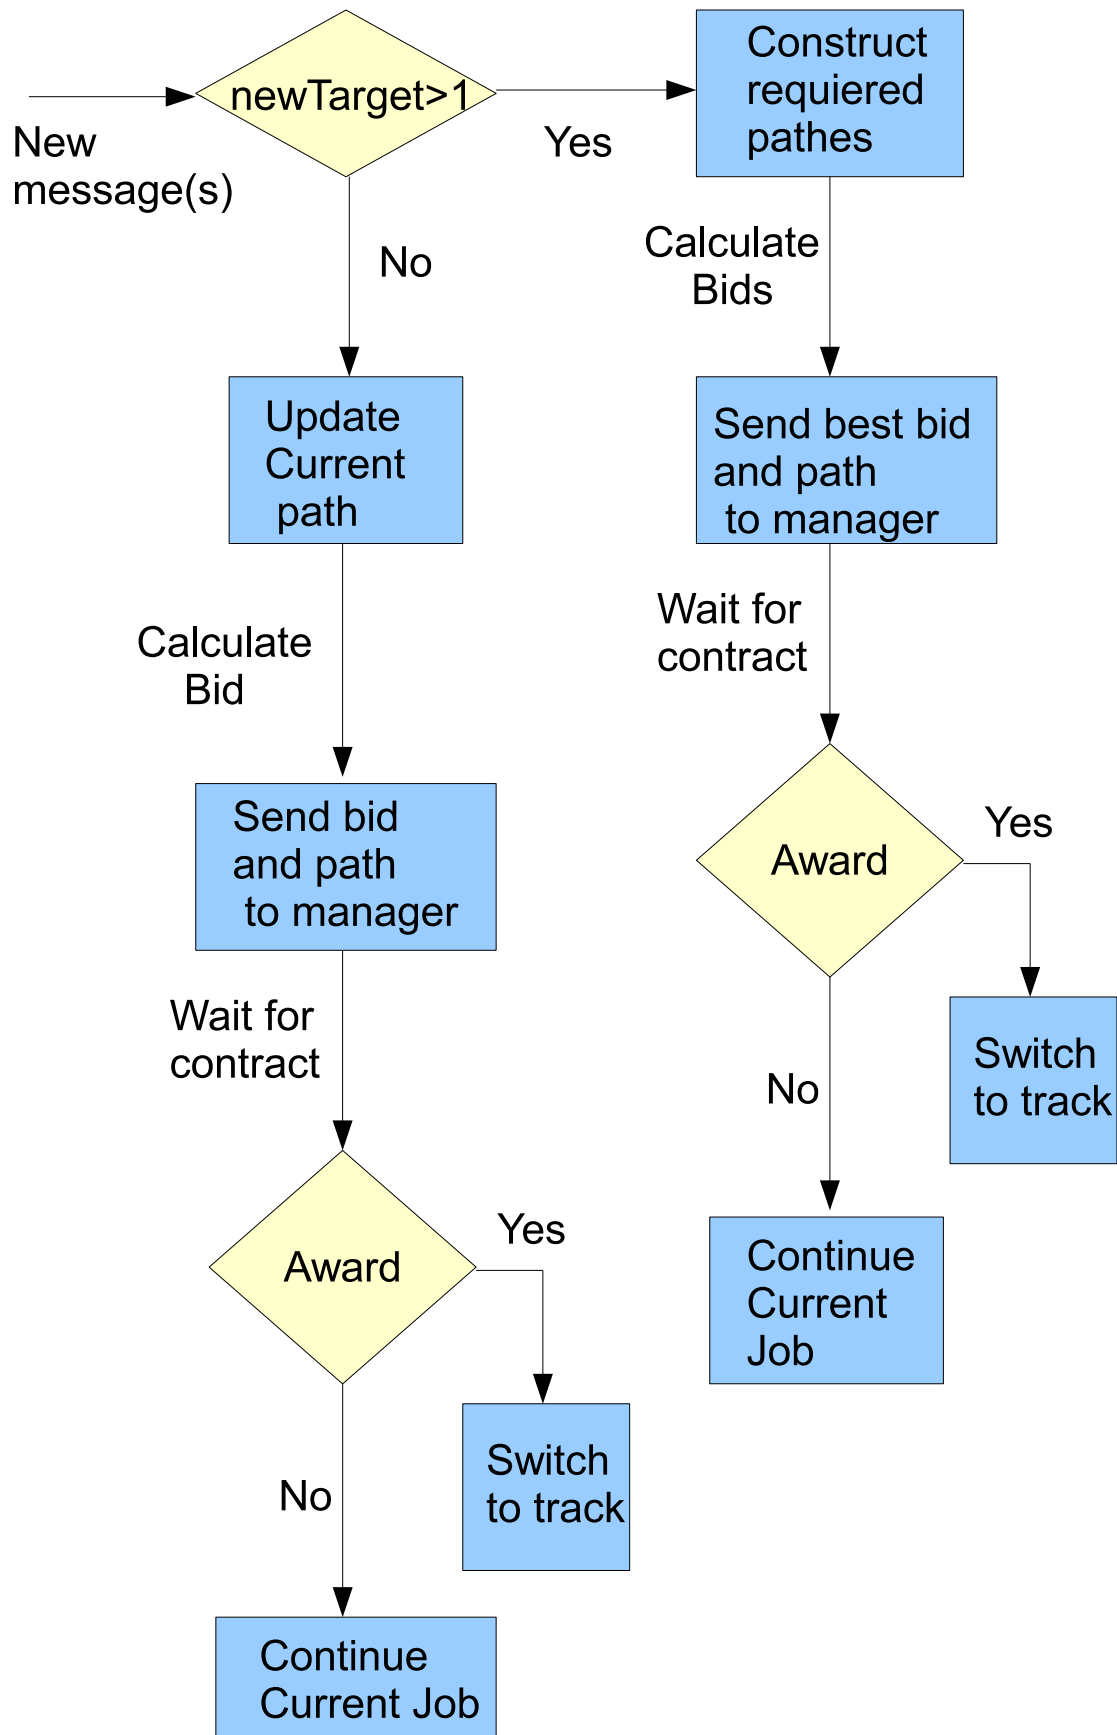 newTarget>1
New
message(s)
Yes
Construct
requiered
pathes
No
Calculate
Bids
Update
Current
path
Send best bid
and path
to manager
Calculate
Bid
Wait for
contract
Send bid
and path
to manager
Award
Yes
Wait for
contract
No
Switch
to track
Award
Yes
Continue
Current
Job
No
Switch
to track
Continue
Current Job